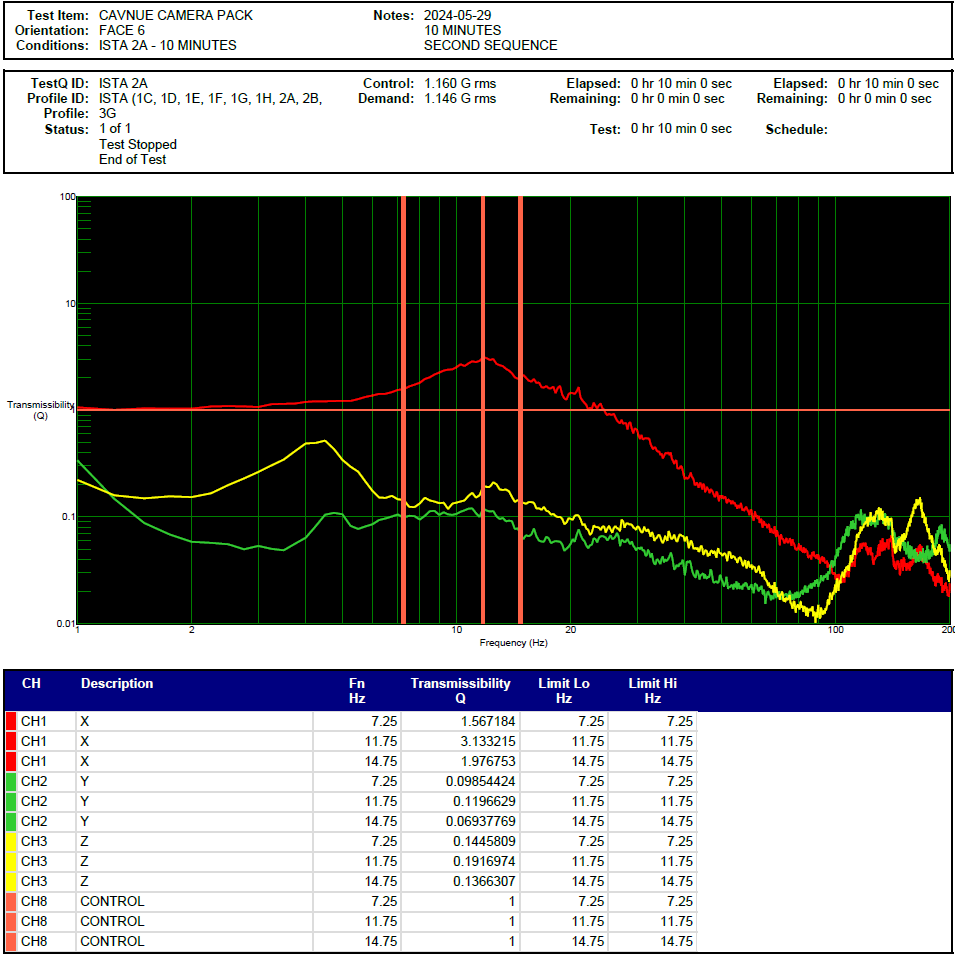 Test Item: CAVNUE CAMERA PACK Notes: 2024-05-29
Orientation: FACE 6 10 MINUTES
Conditions: ISTA 2A - 10 MINUTES SECOND SEQUENCE
TestQ ID: ISTA 2A Control: 1.160 G rms Elapsed: 0 hr 10 min 0 sec Elapsed: 0 hr 10 min 0 sec
Profile ID: ISTA (1C, 1D, 1E, 1F, 1G, 1H, 2A, 2B, Demand: 1.146 G rms Remaining: 0 hr 0 min 0 sec Remaining: 0 hr 0 min 0 sec
Profile: 3G
Status: 1 of 1 Test: 0 hr 10 min 0 sec Schedule:
Test Stopped
End of Test
100
10
Transmissibility
(Q)
1
0.1
0.01
1 2 10 20 100 200
Frequency (Hz)
CH Description Fn Transmissibility Limit Lo Limit Hi
Hz Q Hz Hz
CH1 X 7.25 1.567184 7.25 7.25
CH1 X 11.75 3.133215 11.75 11.75
CH1 X 14.75 1.976753 14.75 14.75
CH2 Y 7.25 0.09854424 7.25 7.25
CH2 Y 11.75 0.1196629 11.75 11.75
CH2 Y 14.75 0.06937769 14.75 14.75
CH3 Z 7.25 0.1445809 7.25 7.25
CH3 Z 11.75 0.1916974 11.75 11.75
CH3 Z 14.75 0.1366307 14.75 14.75
CH8 CONTROL 7.25 1 7.25 7.25
CH8 CONTROL 11.75 1 11.75 11.75
CH8 CONTROL 14.75 1 14.75 14.75